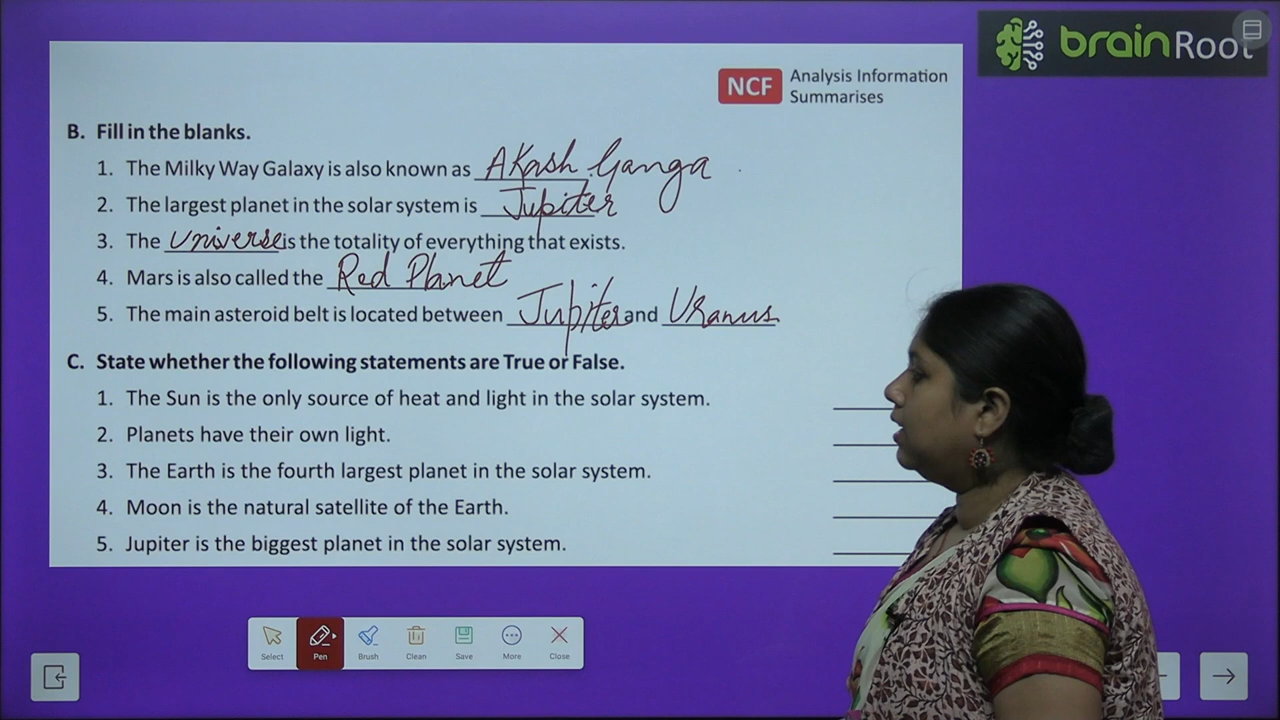 brainRoot
NCF Analysis Information
Summarises
B. Fill in the blanks.
1. The Milky Way Galaxy is also known as AKash Ganga
2. The largest planet in the solar system is Jupiter
3. The Universe is the totality of everything that exists.
4. Mars is also called the Red Planet
5. The main asteroid belt is located between Jupiter and Uranus
C. State whether the following statements are True or False.
1. The Sun is the only source of heat and light in the solar system.
2. Planets have their own light.
3. The Earth is the fourth largest planet in the solar system.
4. Moon is the natural satellite of the Earth.
5. Jupiter is the biggest planet in the solar system.
Select Pen Brush Clean Save More Close